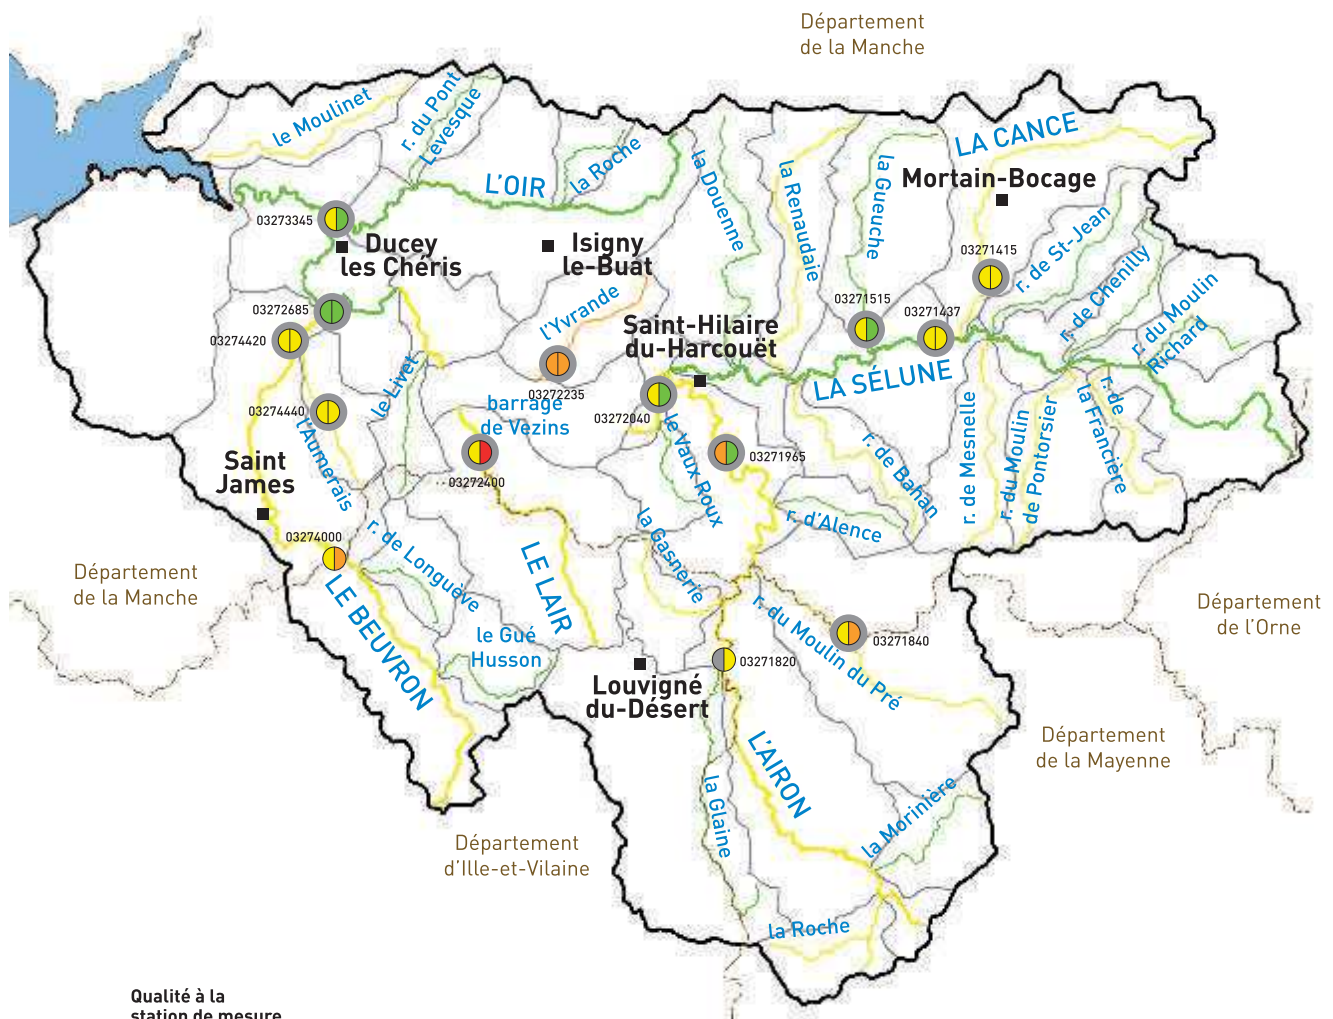 Département
de la Manche
le Moulinet
r. du Pont
Levesque
la Roche
L'OIR
la Douenne
la Renaudaie
la Gueuche
LA CANCE
Mortain-Bocage
03273345
Ducey
les Chéris
Isigny
le-Buat
l'Yvrande
03271415
r. de St-Jean
r. de Chenilly
r. du Moulin
Richard
03272685
03274420
03271515
03271437
Saint-Hilaire
du-Harcouët
LA SÉLUNE
03272235
le Livet
03274440
l'Aumerais
barrage
de Vezins
03272400
03272040
le Vaux Roux
03271965
r. de Bahan
r. de Mesnelle
r. du Moulin
de Pontorsier
r. de
la Francière
Saint
James
03274000
r. de Longuève
LE LAIR
la Gasnerie
r. d'Alence
Département
de la Manche
LE BEUVRON
le Gué
Husson
r. du Moulin du Pré
03271840
03271820
Louvigné
du-Désert
Département
de l'Orne
Département
de la Mayenne
L'AIRON
la Glaine
la Morinière
Département
d'Ille-et-Vilaine
la Roche
Qualité à la
station de mesure